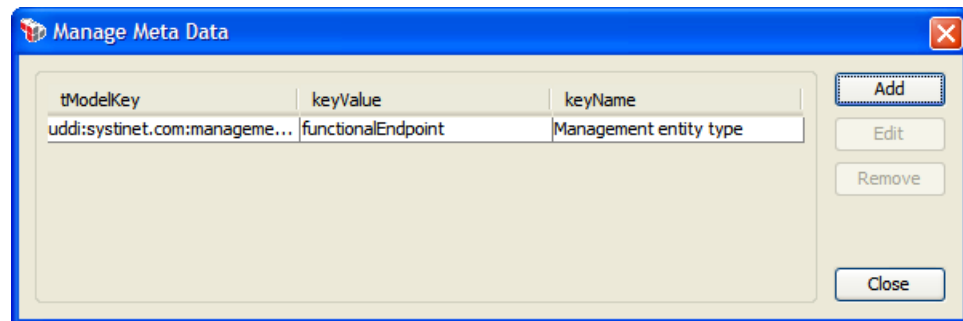 Manage Meta Data
tModelKey keyValue keyName
uddi:systinet.com:manageme... functionalEndpoint Management entity type
Add
Edit
Remove
Close